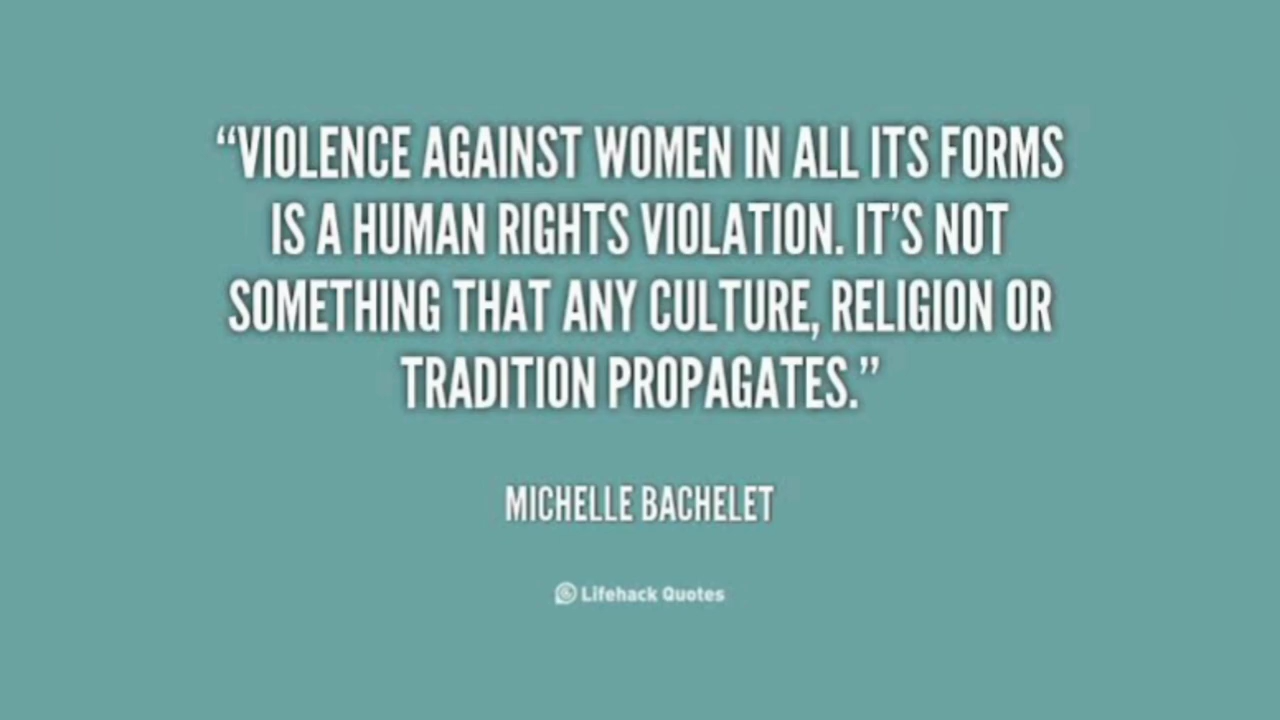 “VIOLENCE AGAINST WOMEN IN ALL ITS FORMS
IS A HUMAN RIGHTS VIOLATION. IT’S NOT
SOMETHING THAT ANY CULTURE, RELIGION OR
TRADITION PROPAGATES.”
MICHELLE BACHELET
Lifehack Quotes